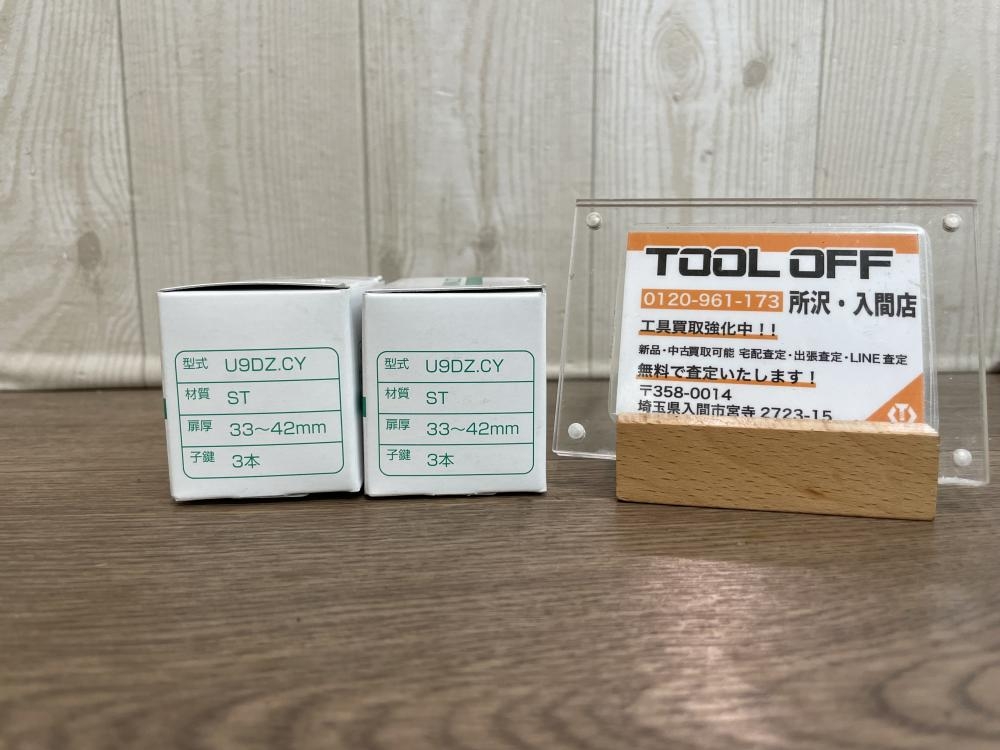 型式 U9DZ.CY
材質 ST
扉厚 33～42mm
子鍵 3本
型式 U9DZ.CY
材質 ST
扉厚 33～42mm
子鍵 3本
TOOL OFF
0120-961-173 所沢・入間店
工具買取強化中!!
新品・中古買取可能 宅配査定・出張査定・LINE査定
無料で査定いたします!
〒358-0014
埼玉県入間市宮寺 2723-15